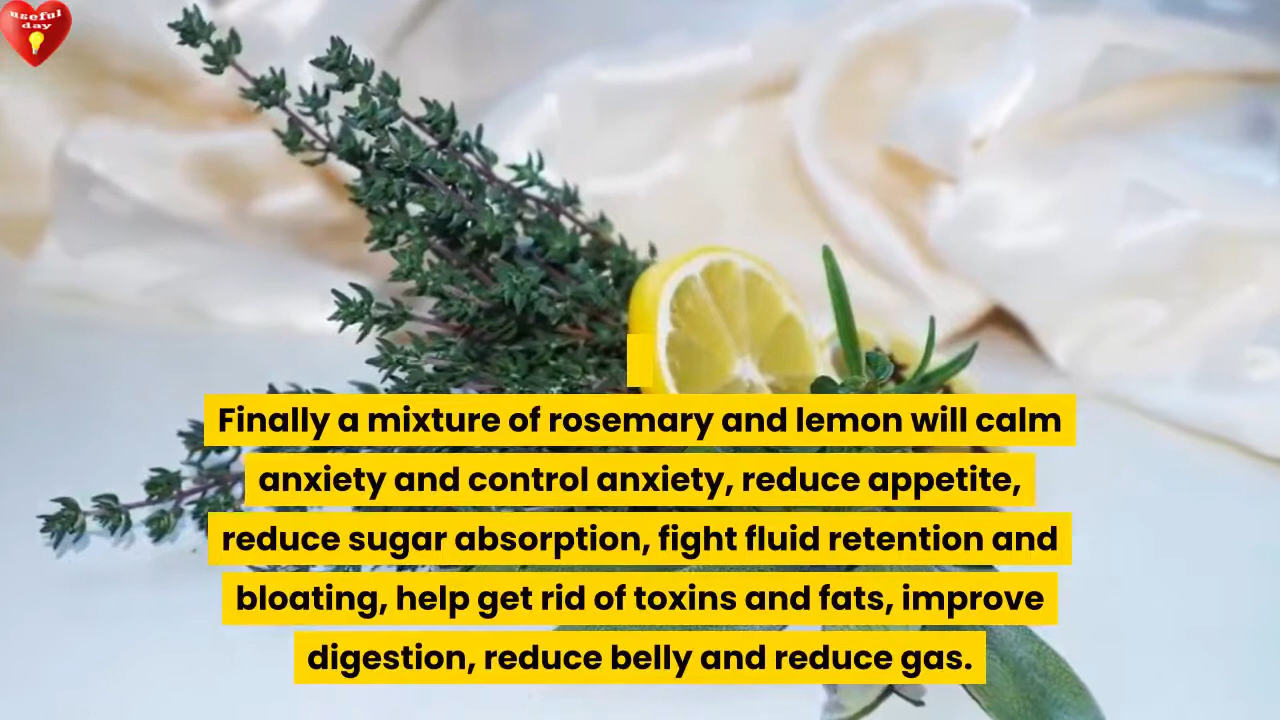 useful
day
Finally a mixture of rosemary and lemon will calm
anxiety and control anxiety, reduce appetite,
reduce sugar absorption, fight fluid retention and
bloating, help get rid of toxins and fats, improve
digestion, reduce belly and reduce gas.